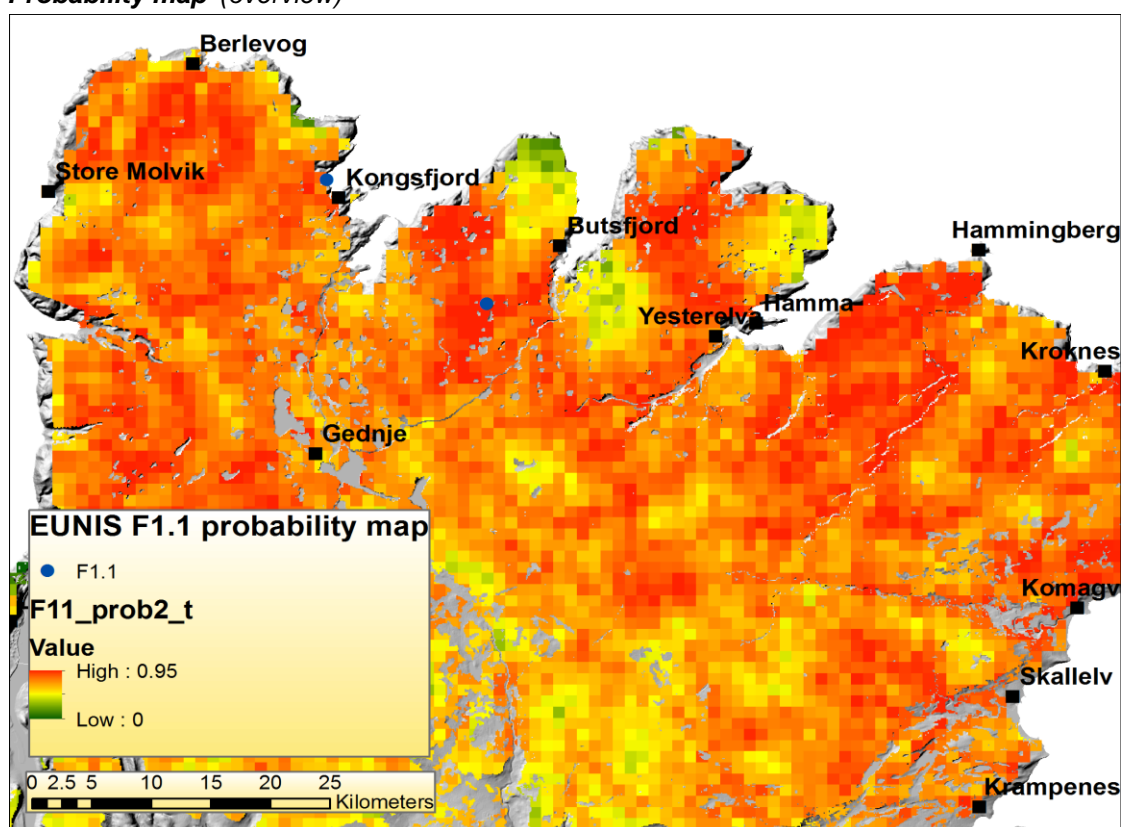 Probability map (overview)
Berlevog
Store Molvik
Kongsfjord
Butsfjord
Hammingberg
Hamma
Yesterelva
Kroknes
Gednje
EUNIS F1.1 probability map
F1.1
F11_prob2_t
Value
High : 0.95
Low : 0
Komagv
Skallelv
0 2.5 5 10 15 20 25
Kilometers
Krampenes